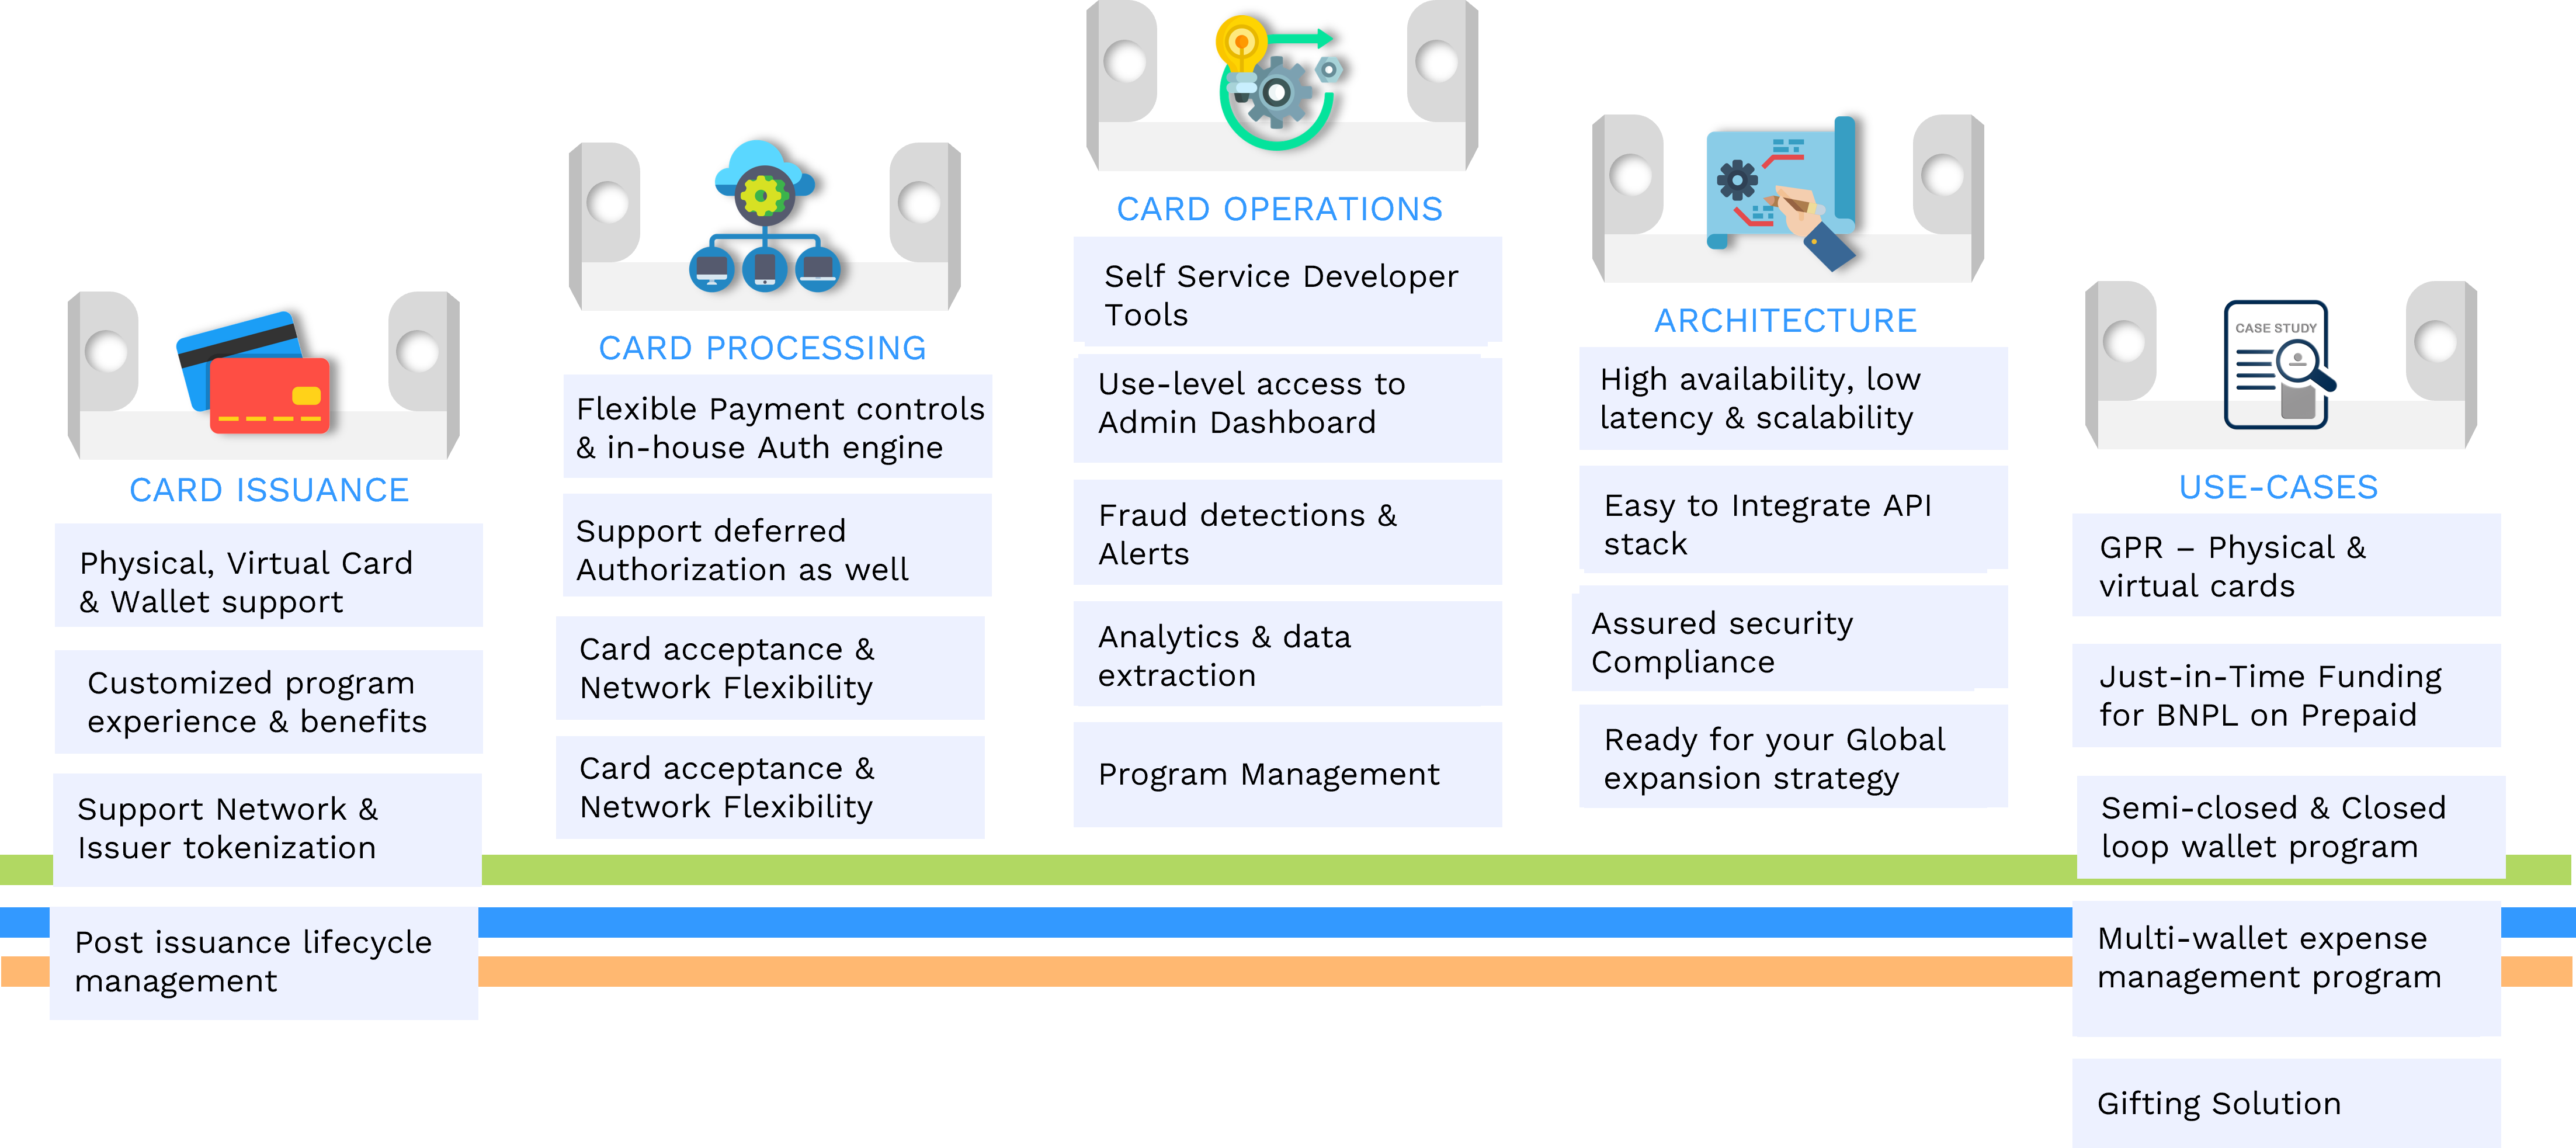 CARD ISSUANCE
Physical, Virtual Card
& Wallet support
Customized program
experience & benefits
Support Network &
Issuer tokenization
Post issuance lifecycle
management
CARD PROCESSING
Flexible Payment controls
& in-house Auth engine
Support deferred
Authorization as well
Card acceptance &
Network Flexibility
Card acceptance &
Network Flexibility
CARD OPERATIONS
Self Service Developer
Tools
Use-level access to
Admin Dashboard
Fraud detections &
Alerts
Analytics & data
extraction
Program Management
ARCHITECTURE
High availability, low
latency & scalability
Easy to Integrate API
stack
Assured security
Compliance
Ready for your Global
expansion strategy
CASE STUDY
USE-CASES
GPR – Physical &
virtual cards
Just-in-Time Funding
for BNPL on Prepaid
Semi-closed & Closed
loop wallet program
Multi-wallet expense
management program
Gifting Solution